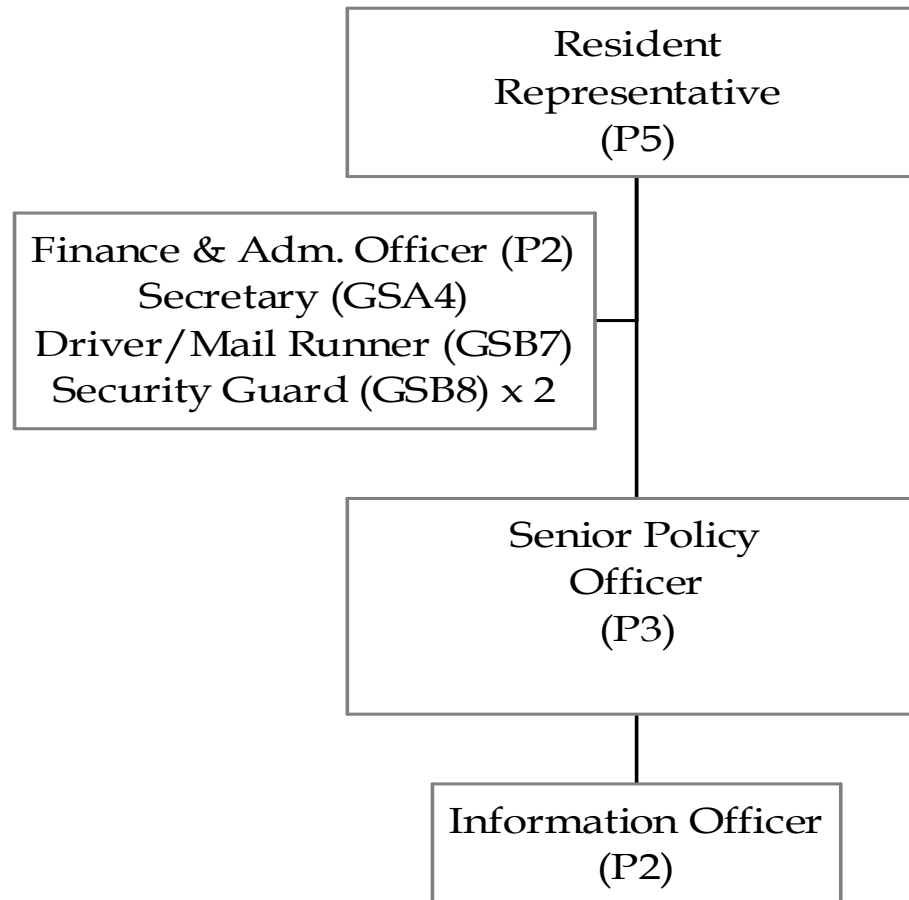 Resident
Representative
(P5)
Finance & Adm. Officer (P2)
Secretary (GSA4)
Driver/Mail Runner (GSB7)
Security Guard (GSB8) x 2
Senior Policy
Officer
(P3)
Information Officer
(P2)